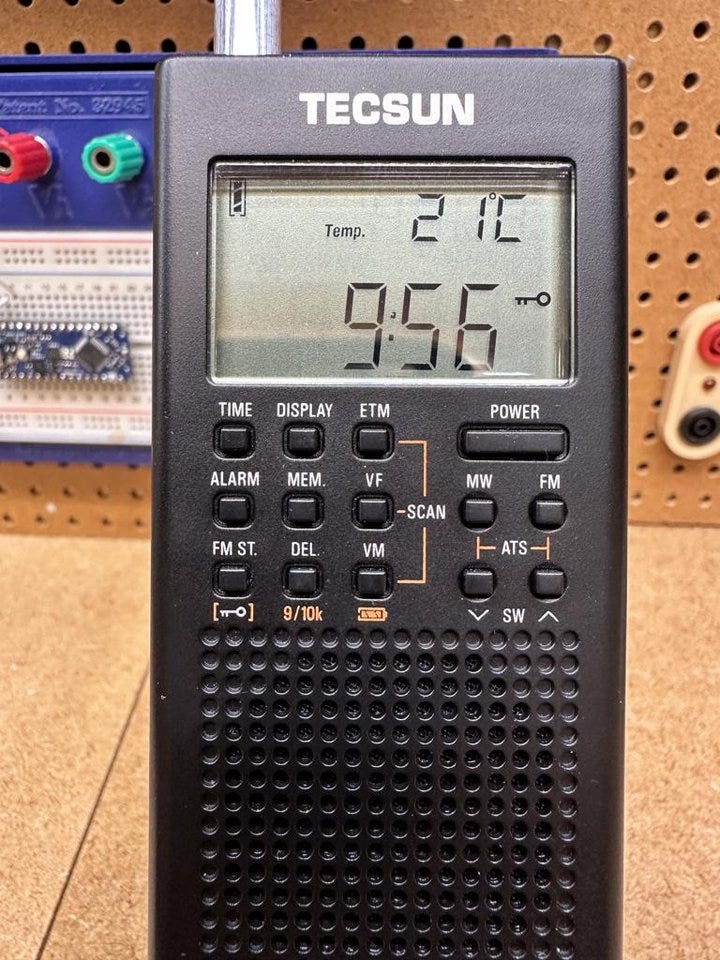 TECSUN
Patent No. 32945
Temp. 21°C
9:56
TIME DISPLAY ETM POWER
ALARM MEM. VF MW FM
SCAN
FM ST. DEL. VM ATS
9/10k SW